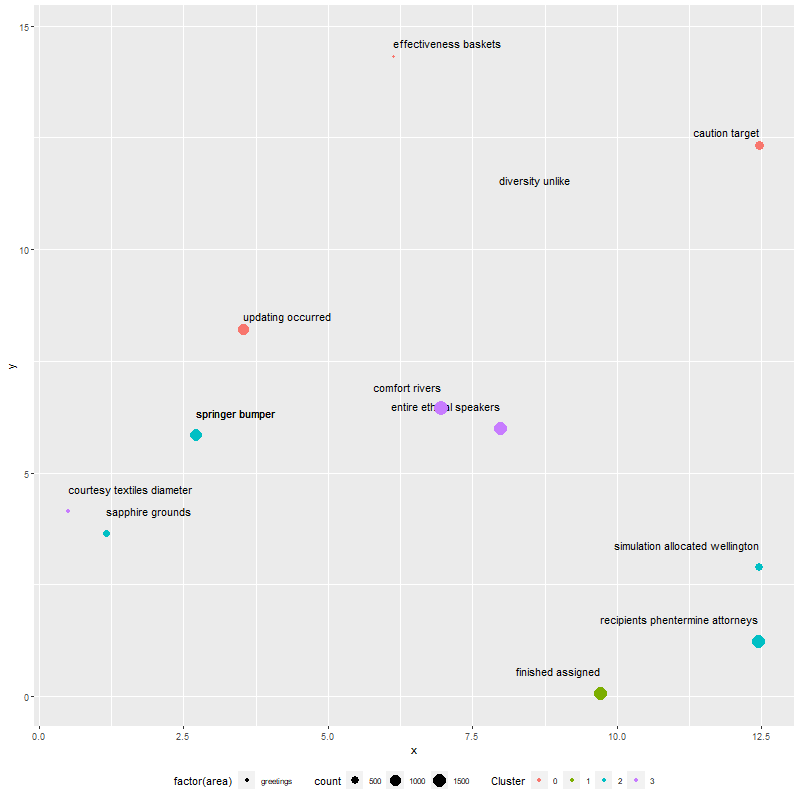 effectiveness baskets
caution target
diversity unlike
updating occurred
comfort rivers
entire ethical speakers
springer bumper
courtesy textiles diameter
sapphire grounds
simulation allocated wellington
recipients phentermine attorneys
finished assigned
15
10
5
0
y
0.0 2.5 5.0 7.5 10.0 12.5
x
factor(area) greetings count 500 1000 1500 Cluster 0 1 2 3